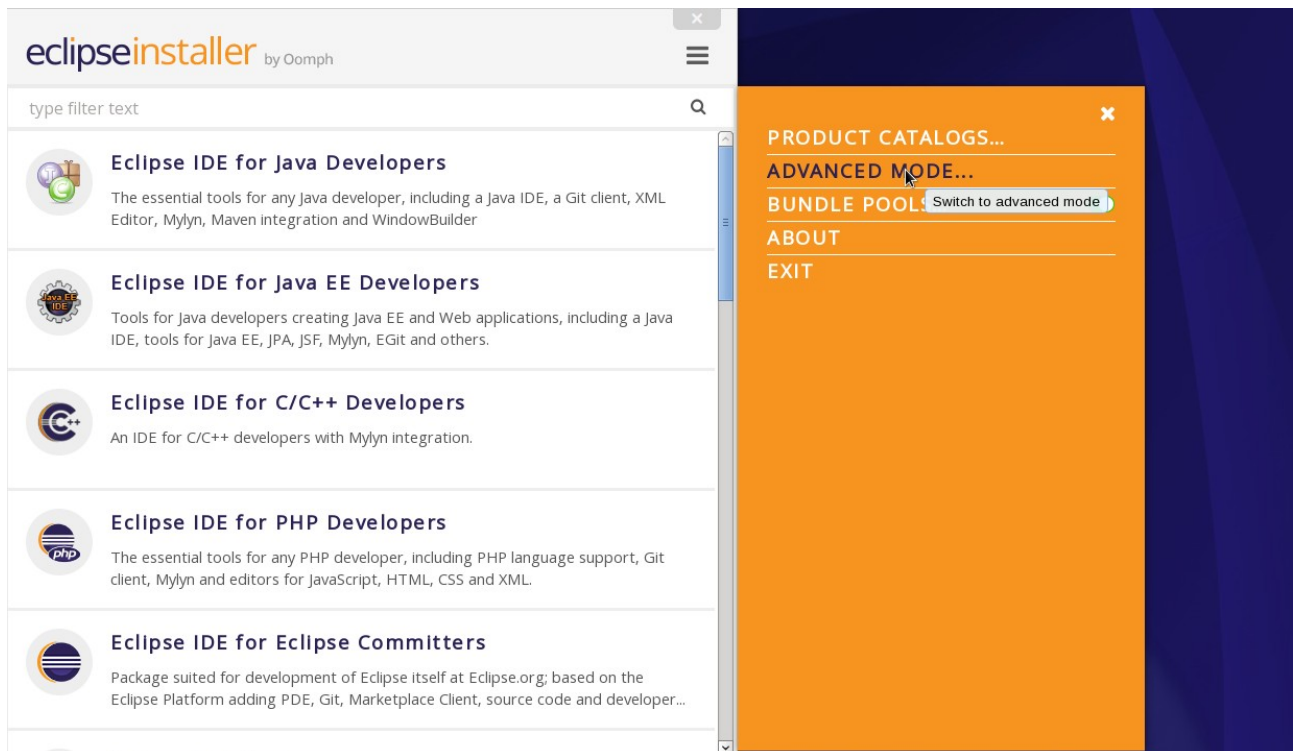 eclipseinstaller by Oomph
type filter text
Eclipse IDE for Java Developers
The essential tools for any Java developer, including a Java IDE, a Git client, XML
Editor, Mylyn, Maven integration and WindowBuilder
Java EE
IDE
Eclipse IDE for Java EE Developers
Tools for Java developers creating Java EE and Web applications, including a Java
IDE, tools for Java EE, JPA, JSF, Mylyn, EGit and others.
C++
Eclipse IDE for C/C++ Developers
An IDE for C/C++ developers with Mylyn integration.
php
Eclipse IDE for PHP Developers
The essential tools for any PHP developer, including PHP language support, Git
client, Mylyn and editors for JavaScript, HTML, CSS and XML.
Eclipse IDE for Eclipse Committers
Package suited for development of Eclipse itself at Eclipse.org; based on the
Eclipse Platform adding PDE, Git, Marketplace Client, source code and developer...
PRODUCT CATALOGS...
ADVANCED MODE...
BUNDLE POOLS
Switch to advanced mode
ABOUT
EXIT